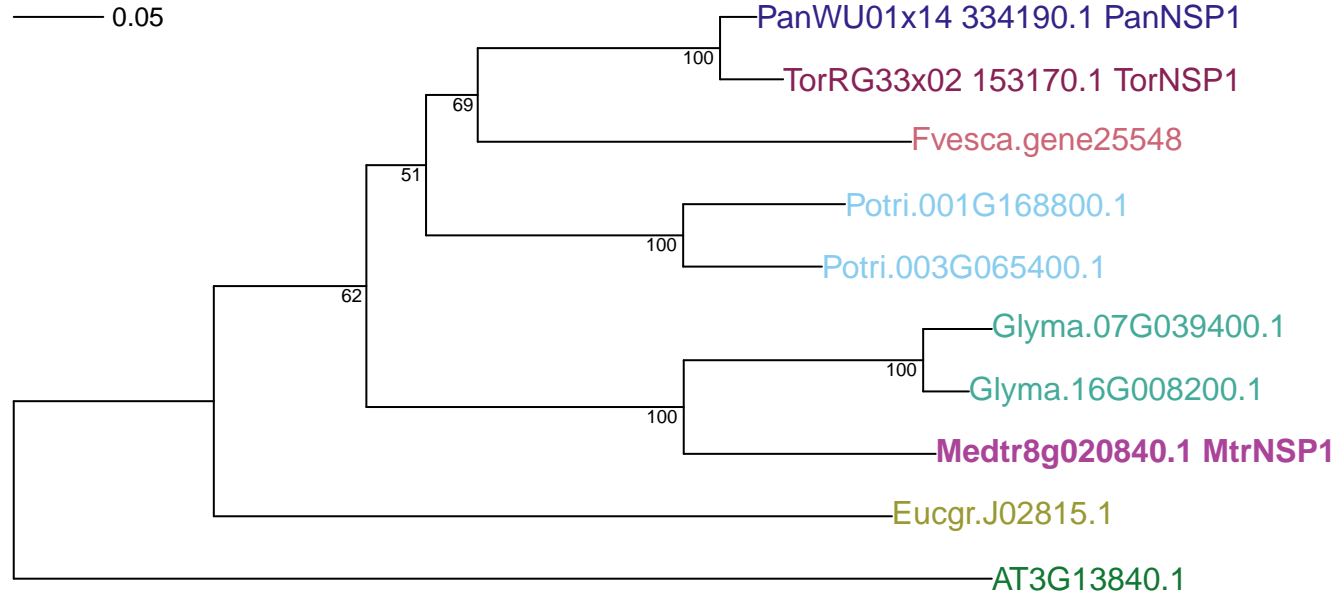 0.05
PanWU01x14 334190.1 PanNSP1
100
TorRG33x02 153170.1 TorNSP1
69
Fvesca.gene25548
51
Potri.001G168800.1
100
Potri.003G065400.1
62
Glyma.07G039400.1
100
Glyma.16G008200.1
100
Medtr8g020840.1 MtrNSP1
Eucgr.J02815.1
AT3G13840.1